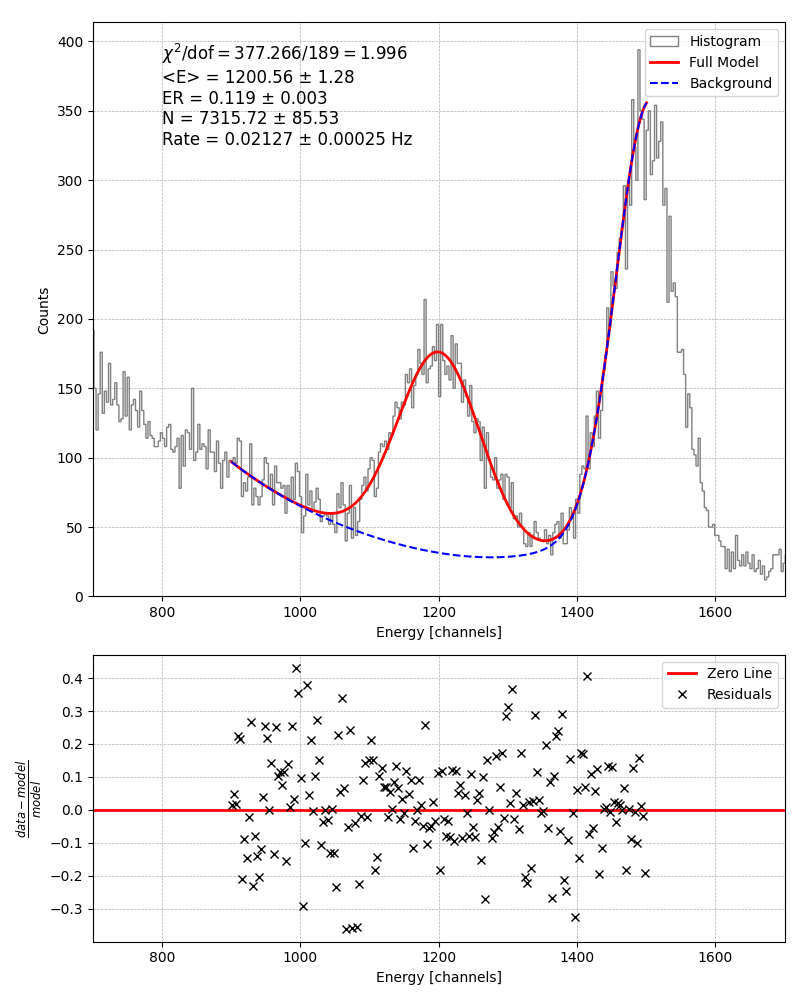 χ²/dof = 377.266/189 = 1.996
<E> = 1200.56 ± 1.28
ER = 0.119 ± 0.003
N = 7315.72 ± 85.53
Rate = 0.02127 ± 0.00025 Hz
Histogram
Full Model
Background
400
350
300
250
200
150
100
50
0
Counts
800
1000
1200
1400
1600
Energy [channels]
Zero Line
Residuals
0.4
0.3
0.2
0.1
0.0
−0.1
−0.2
−0.3
data − model
model
800
1000
1200
1400
1600
Energy [channels]